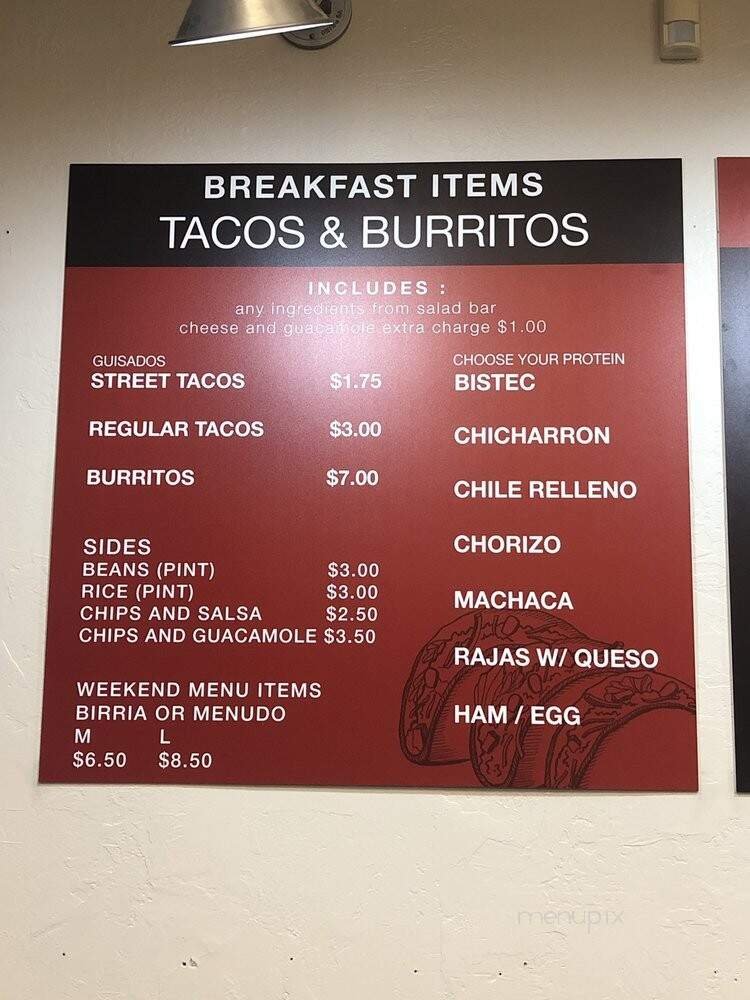 BREAKFAST ITEMS
TACOS & BURRITOS
INCLUDES :
any ingredients from salad bar
cheese and guacamole extra charge $1.00
GUISADOS
STREET TACOS $1.75
REGULAR TACOS $3.00
BURRITOS $7.00
SIDES
BEANS (PINT) $3.00
RICE (PINT) $3.00
CHIPS AND SALSA $2.50
CHIPS AND GUACAMOLE $3.50
WEEKEND MENU ITEMS
BIRRIA OR MENUDO
M L
$6.50 $8.50
CHOOSE YOUR PROTEIN
BISTEC
CHICHARRON
CHILE RELLENO
CHORIZO
MACHACA
RAJAS W/ QUESO
HAM / EGG
menupix